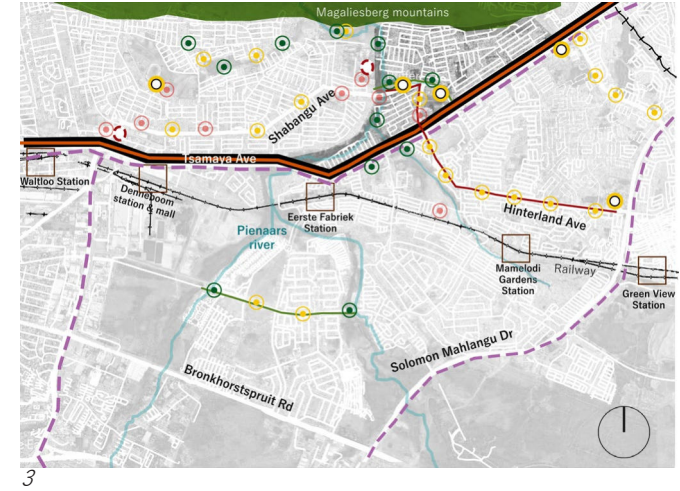 Magaliesberg mountains
Shabangu Ave
Tsamaya Ave
Waltloo Station
Denneboom
station & mall
Eerste Fabriek
Station
Hinterland Ave
Pienaars
river
Mamelodi
Gardens
Station
Railway
Green View
Station
Solomon Mahlangu Dr
Bronkhorstspruit Rd
3